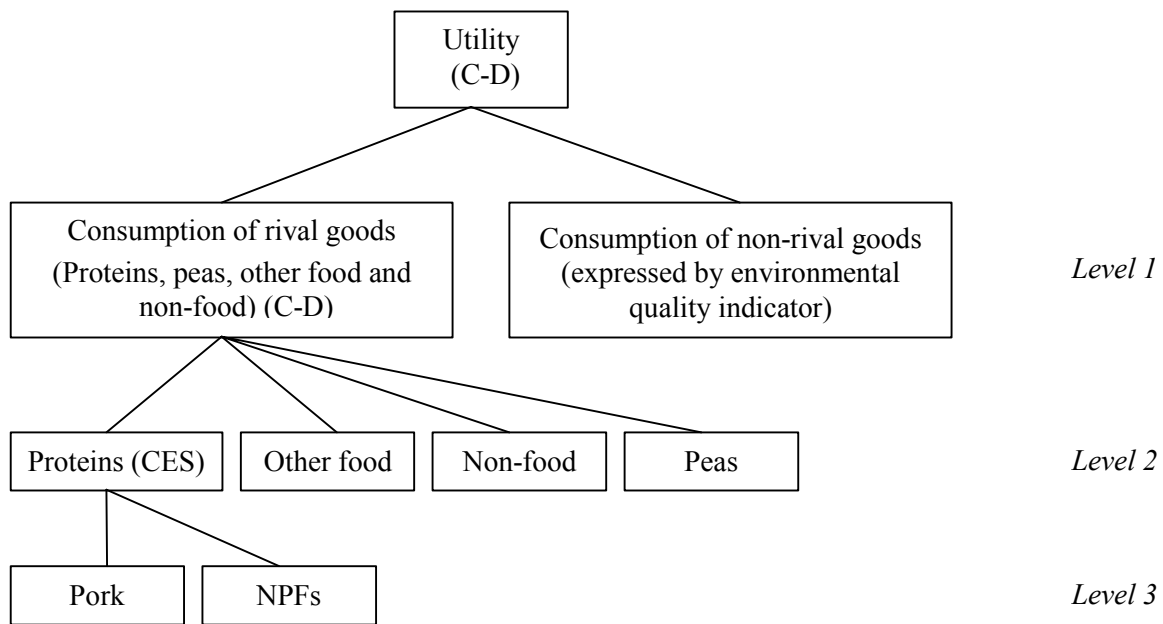 Utility
(C-D)
Consumption of rival goods
(Proteins, peas, other food and
non-food) (C-D)
Consumption of non-rival goods
(expressed by environmental
quality indicator)
Level 1
Proteins (CES)
Other food
Non-food
Peas
Level 2
Pork
NPFs
Level 3